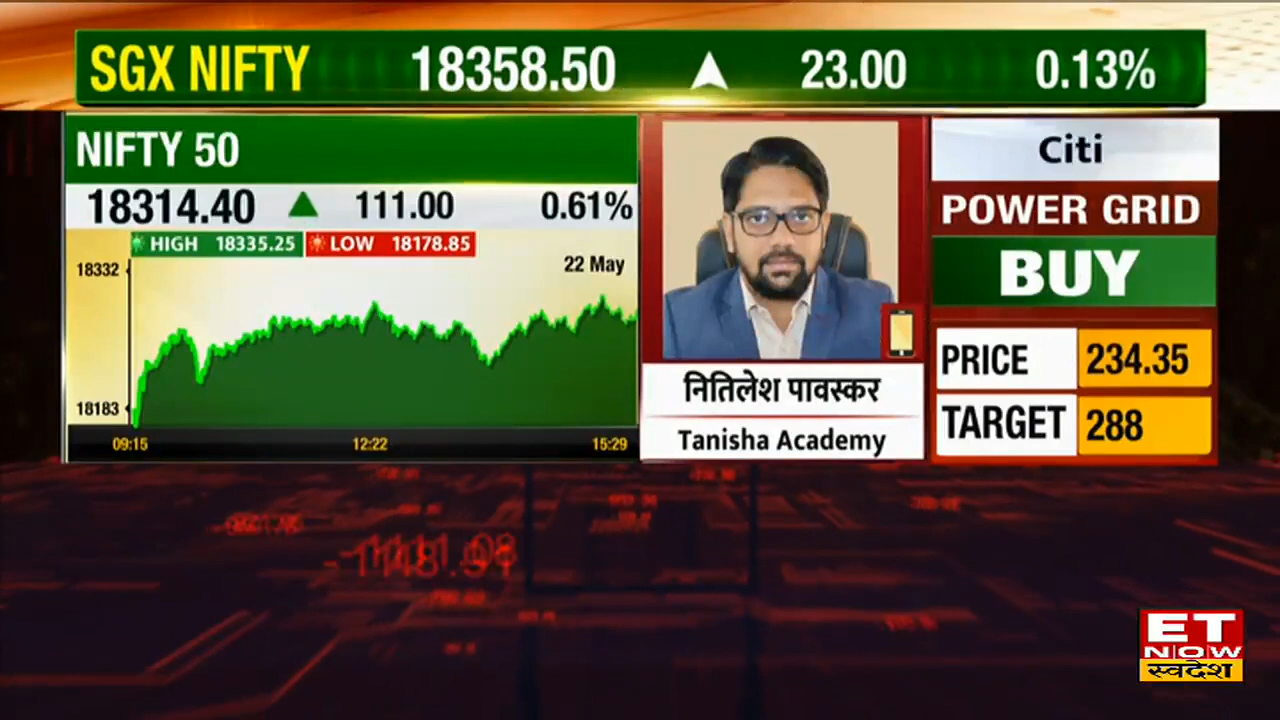 SGX NIFTY 18358.50 23.00 0.13%
NIFTY 50
18314.40 111.00 0.61%
HIGH 18335.25 LOW 18178.85
22 May
18332
18183
09:15 12:22 15:29
नितिलेश पावस्कर
Tanisha Academy
Citi
POWER GRID
BUY
PRICE 234.35
TARGET 288
ET
NOW
स्वदेश